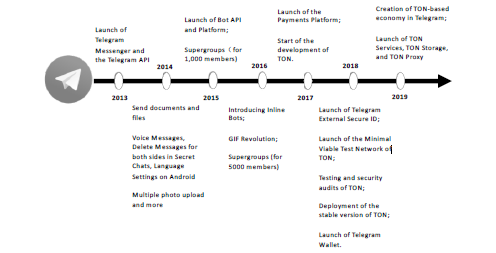 Launch of
Telegram
Messenger and
the Telegram API
2013
2014
Send documents and
files
Voice Messages,
Delete Messages for
both sides in Secret
Chats, Language
Settings on Android
Multiple photo upload
and more
Launch of Bot API
and Platform;
Supergroups ( for
1,000 members)
2015
2016
Introducing Inline
Bots;
GIF Revolution;
Supergroups (for
5000 members)
Launch of the
Payments Platform;
Start of the
development of
TON.
2017
2018
Launch of Telegram
External Secure ID;
Launch of the Minimal
Viable Test Network of
TON;
Testing and security
audits of TON;
Deployment of the
stable version of TON;
Launch of Telegram
Wallet.
Creation of TON-based
economy in Telegram;
Launch of TON
Services, TON Storage,
and TON Proxy
2019